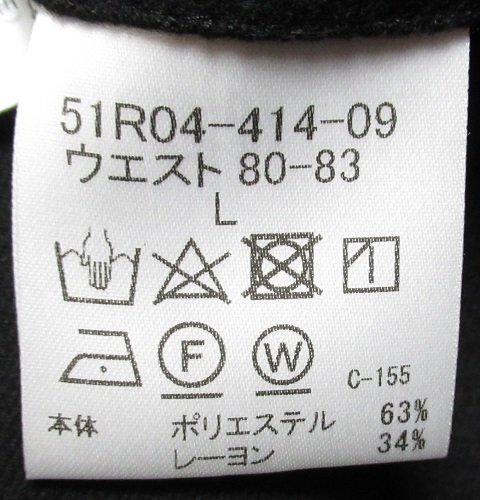 51R04-414-09
ウエスト 80-83
L
F W C-155
本体 ポリエステル 63%
レーヨン 34%